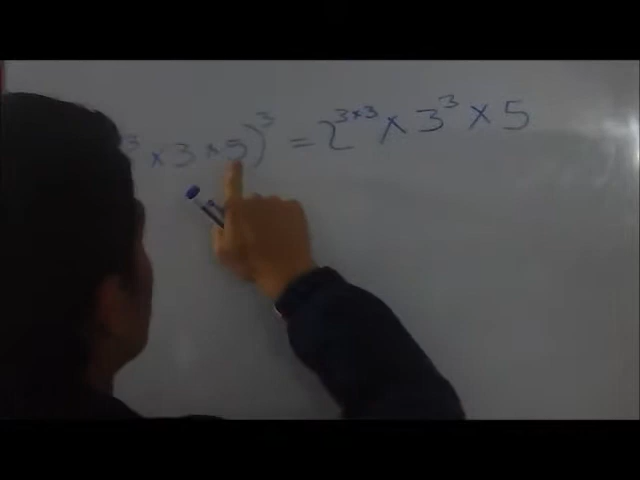 ³ × 3 × 5)³ = 2³ˣ³ × 3³ × 5